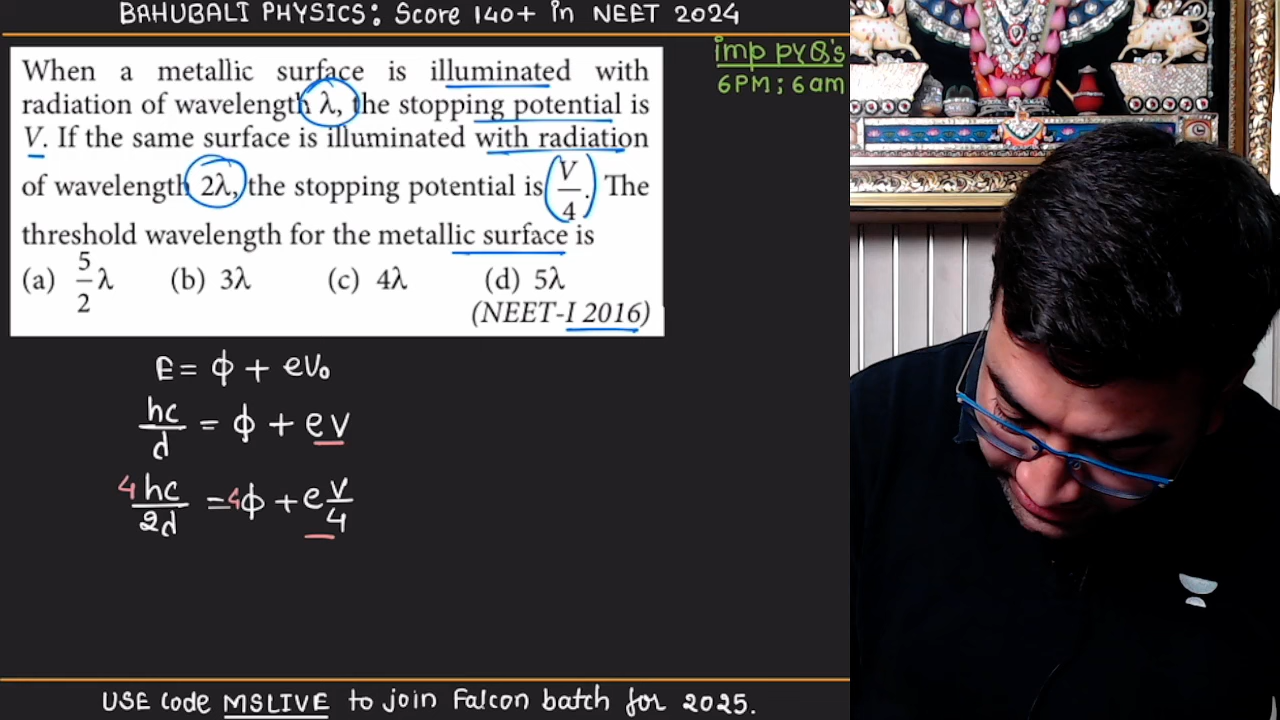 BAHUBALI PHYSICS: Score 140+ in NEET 2024
imp PYQ's
6PM; 6am
When a metallic surface is illuminated with
radiation of wavelength λ, the stopping potential is
V. If the same surface is illuminated with radiation
of wavelength 2λ, the stopping potential is V/4. The
threshold wavelength for the metallic surface is
(a) 5/2 λ (b) 3λ (c) 4λ (d) 5λ
(NEET-I 2016)
E = ϕ + eV₀
hc/λ = ϕ + eV
4hc/2λ = 4ϕ + eV/4
USE Code MSLIVE to join Falcon batch for 2025.